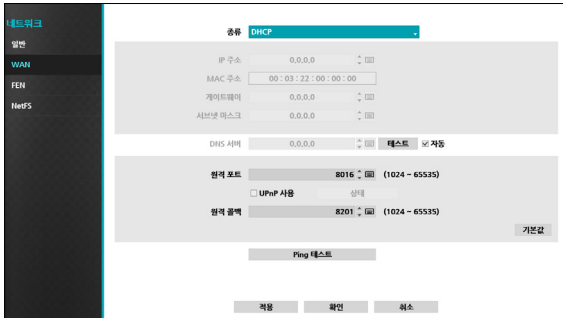 네트워크
일반
WAN
FEN
NetFS
종류 DHCP
IP 주소 0.0.0.0
MAC 주소 00 : 03 : 22 : 00 : 00 : 00
게이트웨이 0.0.0.0
서브넷 마스크 0.0.0.0
DNS 서버 0.0.0.0 테스트 자동
원격 포트 8016 (1024 ~ 65535)
UPnP 사용 상태
원격 콜백 8201 (1024 ~ 65535)
기본값
Ping 테스트
적용 확인 취소